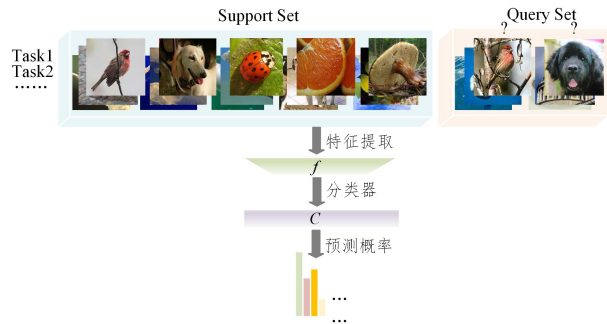 Support Set
Query Set
? ?
Task1
Task2
……
特征提取
f
分类器
C
预测概率
…
…